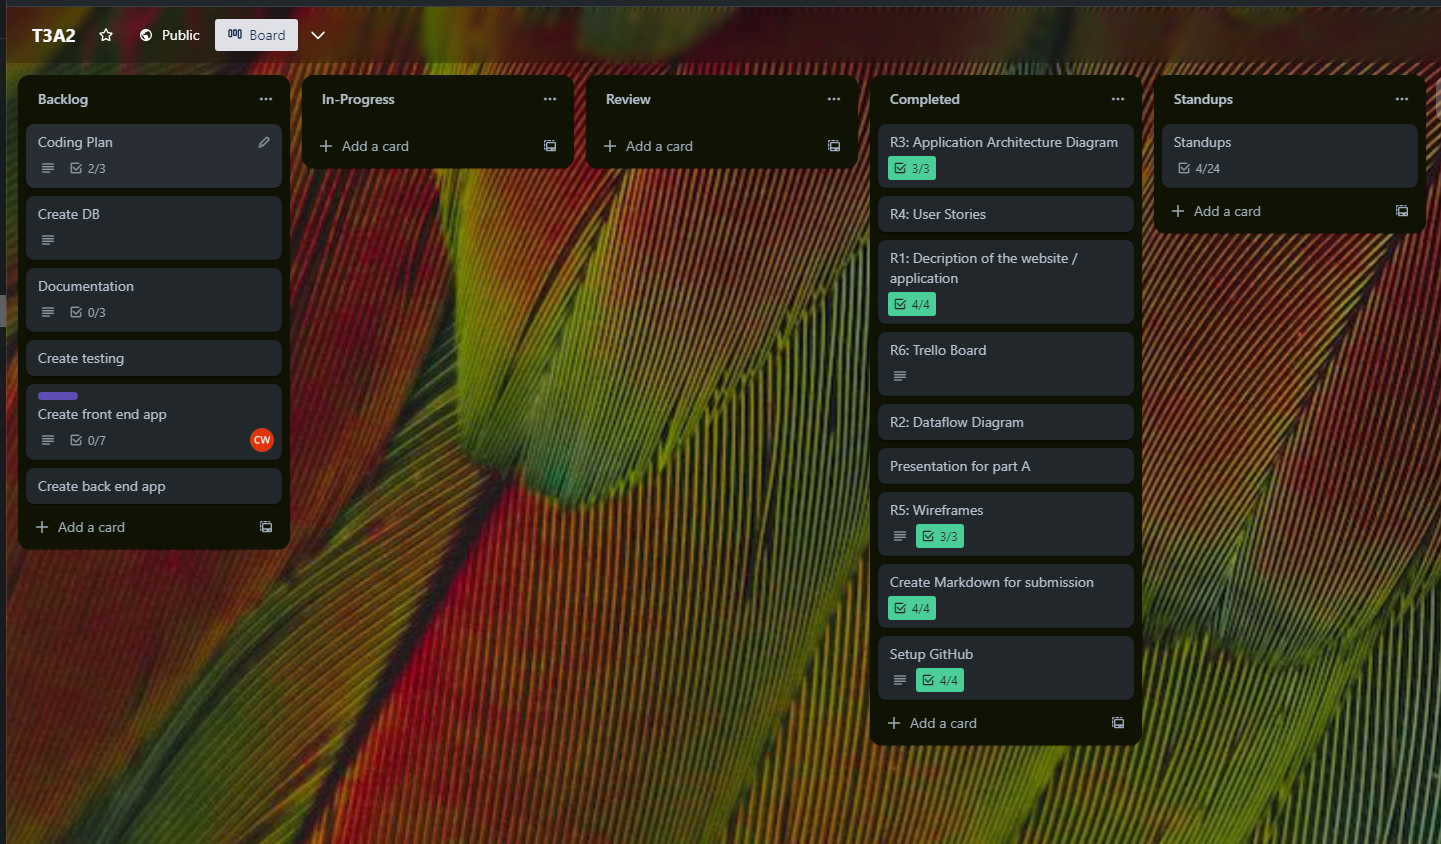 T3A2
Public
Board
Backlog
Coding Plan
2/3
Create DB
Documentation
0/3
Create testing
Create front end app
0/7
CW
Create back end app
Add a card
In-Progress
Add a card
Review
Add a card
Completed
R3: Application Architecture Diagram
3/3
R4: User Stories
R1: Decription of the website /
application
4/4
R6: Trello Board
R2: Dataflow Diagram
Presentation for part A
R5: Wireframes
3/3
Create Markdown for submission
4/4
Setup GitHub
4/4
Add a card
Standups
Standups
4/24
Add a card